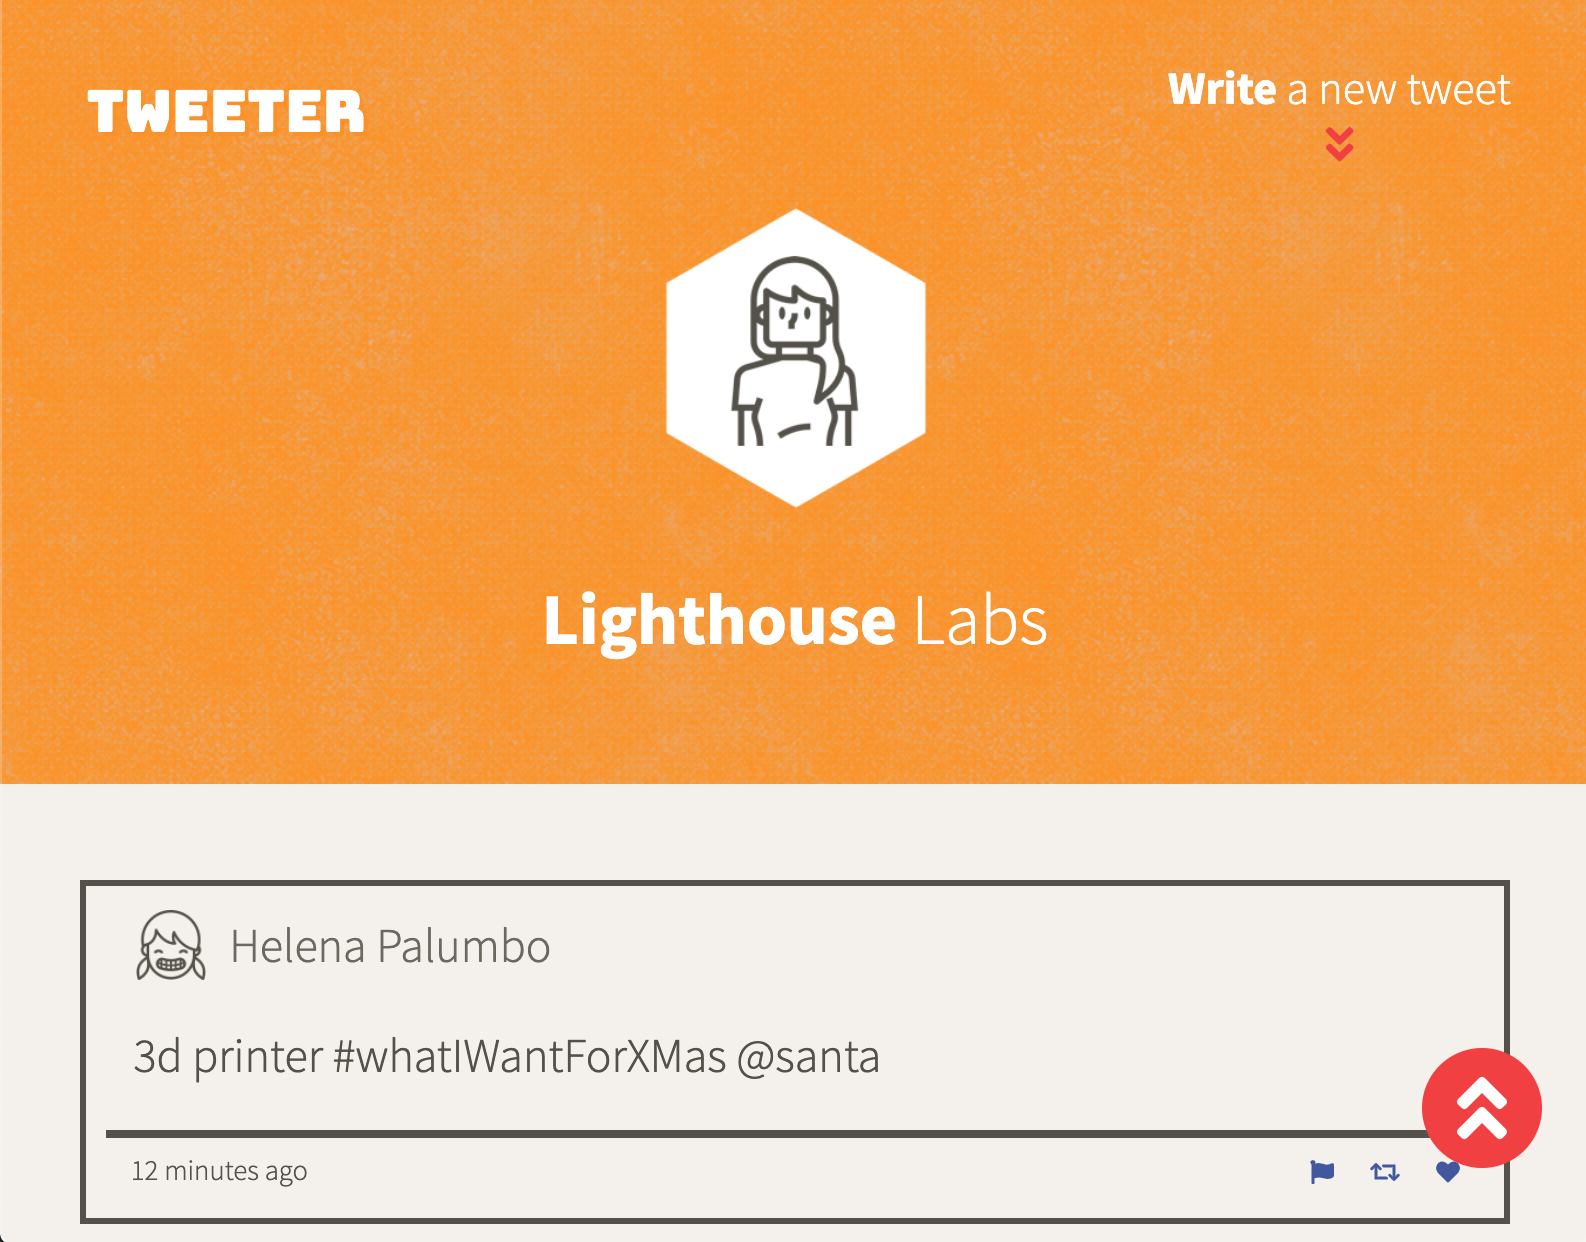 TWEETER
Write a new tweet
Lighthouse Labs
Helena Palumbo
3d printer #whatIWantForXMas @santa
12 minutes ago